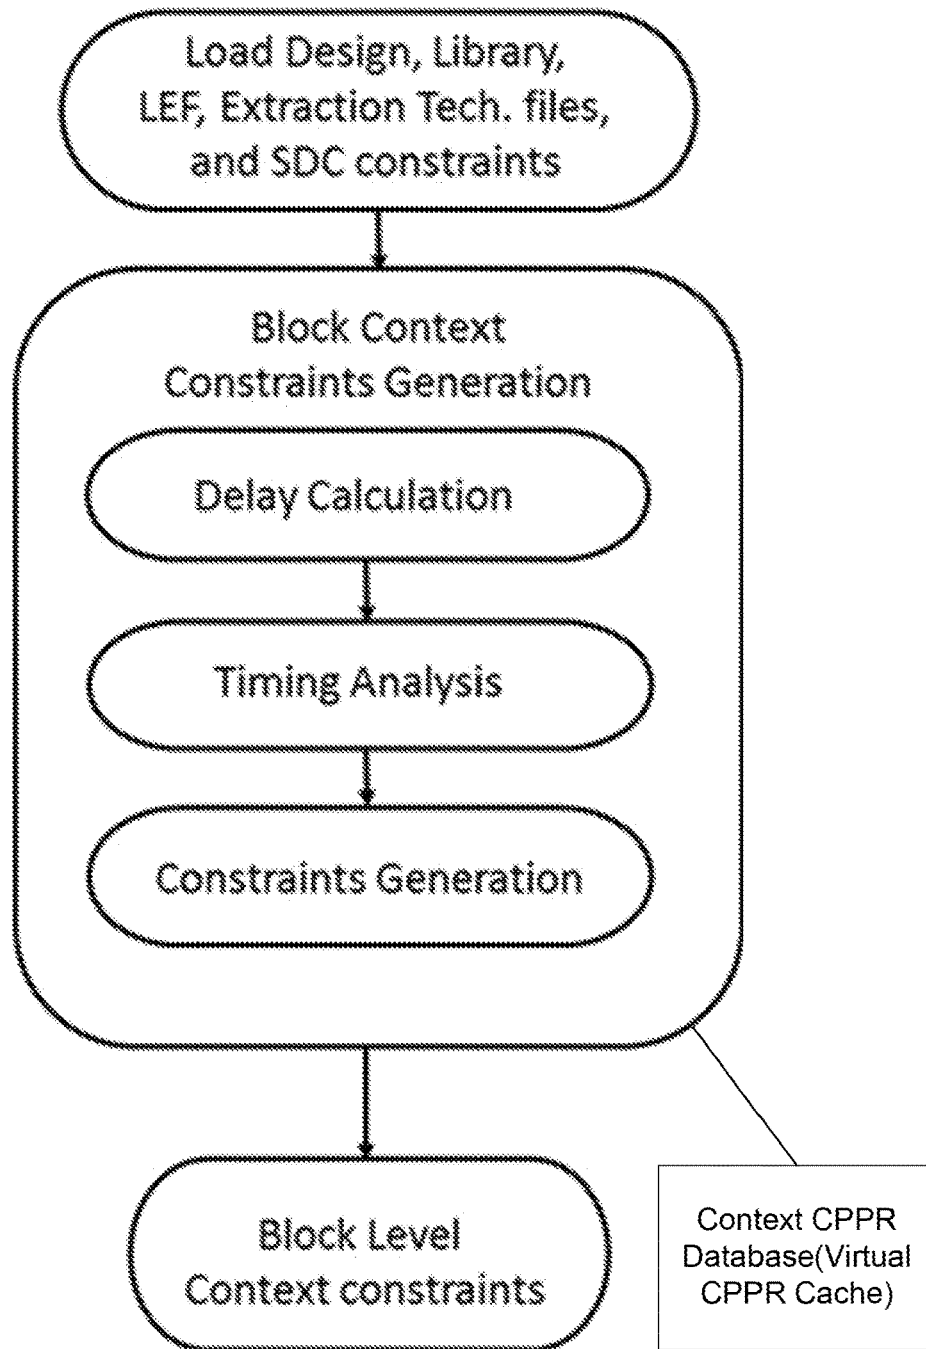 Load Design, Library,
LEF, Extraction Tech. files,
and SDC constraints
Block Context
Constraints Generation
Delay Calculation
Timing Analysis
Constraints Generation
Block Level
Context constraints
Context CPPR
Database(Virtual
CPPR Cache)